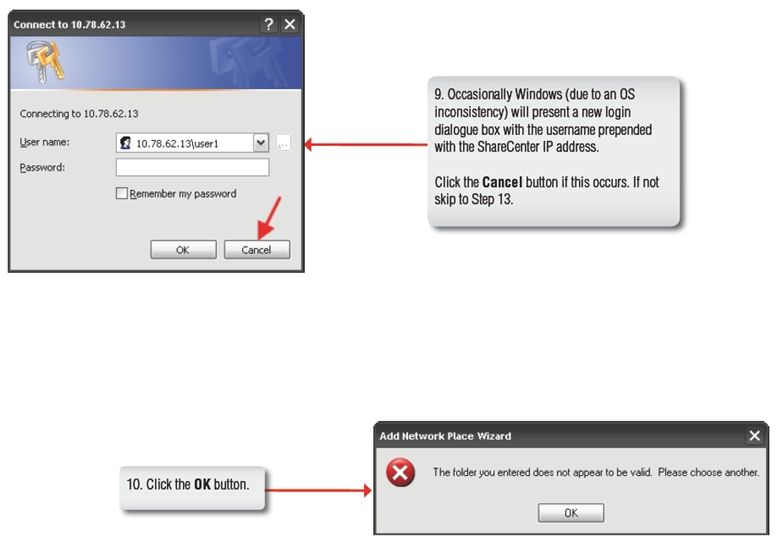 Connect to 10.78.62.13
Connecting to 10.78.62.13
User name:
10.78.62.13\user1
Password:
Remember my password
OK
Cancel
9. Occasionally Windows (due to an OS
inconsistency) will present a new login
dialogue box with the username prepended
with the ShareCenter IP address.
Click the Cancel button if this occurs. If not
skip to Step 13.
Add Network Place Wizard
The folder you entered does not appear to be valid. Please choose another.
OK
10. Click the OK button.